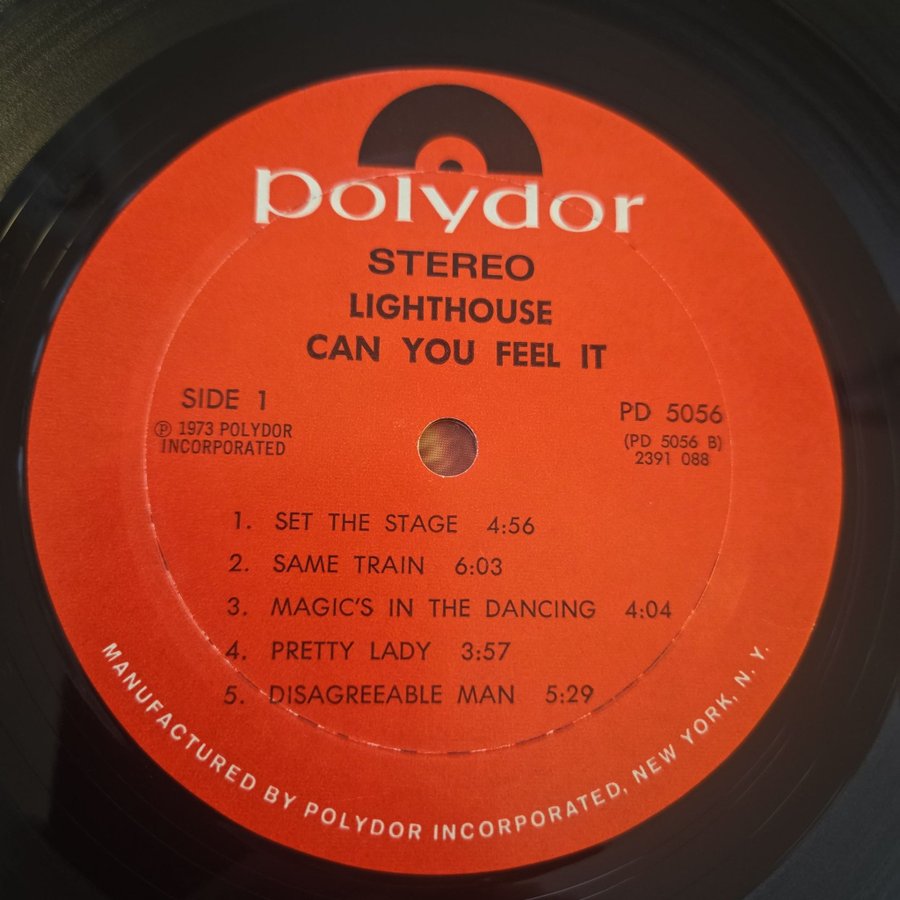 polydor
STEREO
LIGHTHOUSE
CAN YOU FEEL IT
SIDE 1
℗ 1973 POLYDOR
INCORPORATED
PD 5056
(PD 5056 B)
2391 088
1. SET THE STAGE 4:56
2. SAME TRAIN 6:03
3. MAGIC'S IN THE DANCING 4:04
4. PRETTY LADY 3:57
5. DISAGREEABLE MAN 5:29
MANUFACTURED BY POLYDOR INCORPORATED, NEW YORK, N. Y.